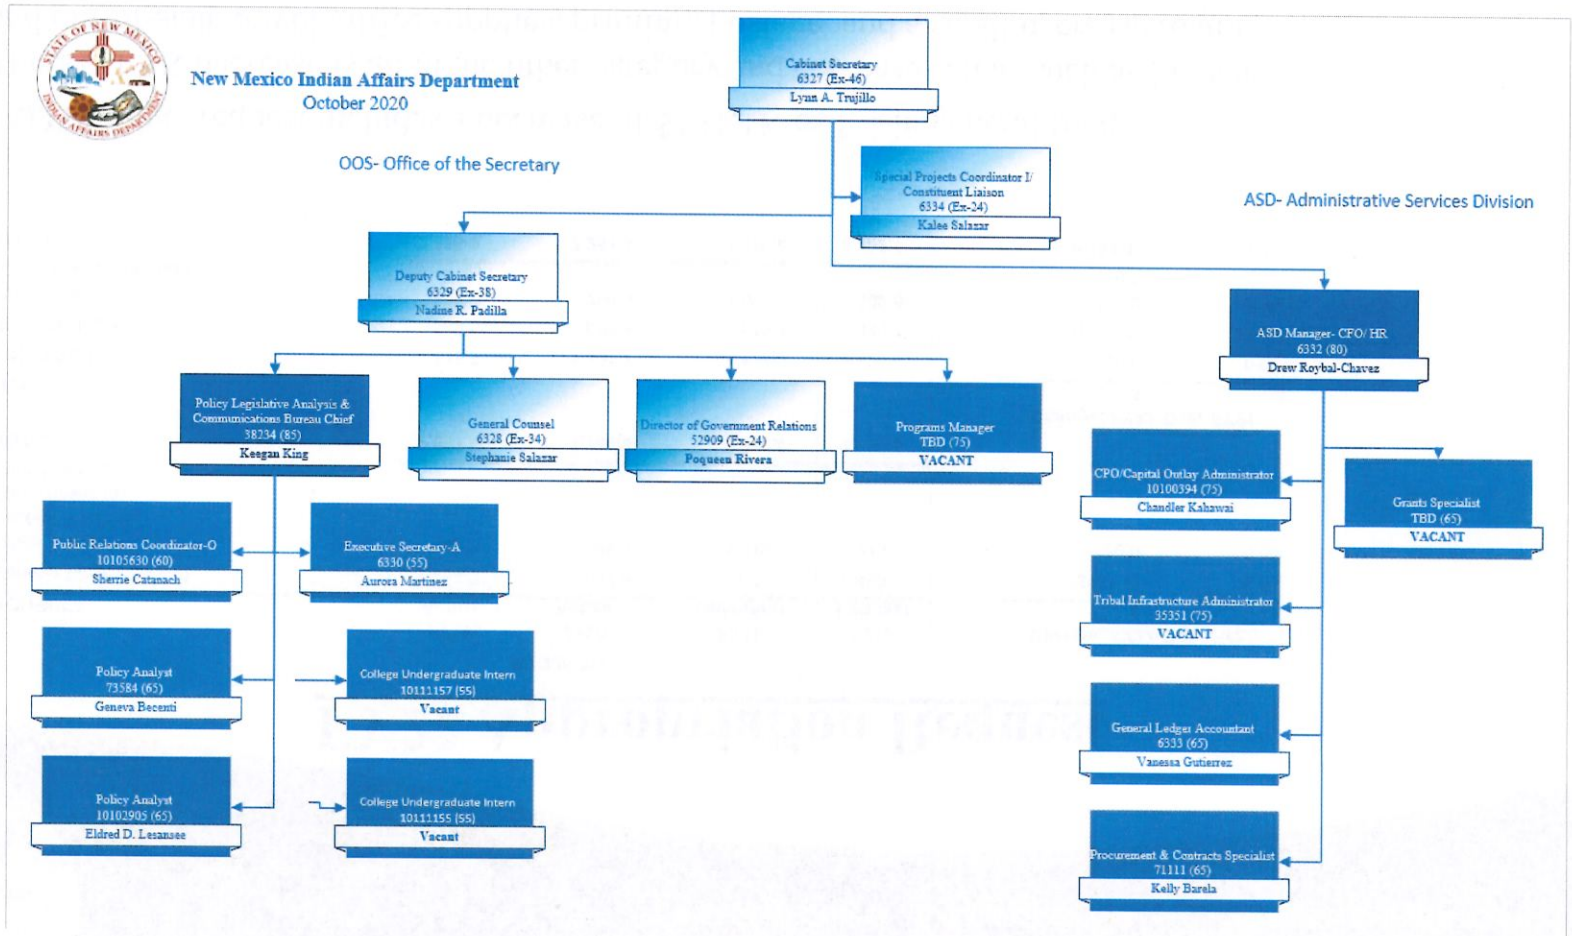 STATE OF NEW MEXICO
INDIAN AFFAIRS DEPARTMENT
New Mexico Indian Affairs Department
October 2020
OOS- Office of the Secretary
ASD- Administrative Services Division
Cabinet Secretary
6327 (Ex-46)
Lynn A. Trujillo
Special Projects Coordinator I/
Constituent Liaison
6334 (Ex-24)
Kalee Salazar
Deputy Cabinet Secretary
6329 (Ex-38)
Nadine R. Padilla
ASD Manager- CFO/ HR
6332 (80)
Drew Roybal-Chavez
Policy Legislative Analysis &
Communications Bureau Chief
38234 (85)
Keegan King
General Counsel
6328 (Ex-34)
Stephanie Salazar
Director of Government Relations
52909 (Ex-24)
Poqueen Rivera
Programs Manager
TBD (75)
VACANT
CPO/Capital Outlay Administrator
10100394 (75)
Chandler Kahawai
Grants Specialist
TBD (65)
VACANT
Public Relations Coordinator-O
10105630 (60)
Sherrie Catanach
Executive Secretary-A
6330 (55)
Aurora Martinez
Tribal Infrastructure Administrator
35351 (75)
VACANT
Policy Analyst
73584 (65)
Geneva Becenti
College Undergraduate Intern
10111157 (55)
Vacant
General Ledges Accountant
6333 (65)
Vanessa Gutierrez
Policy Analyst
10102905 (65)
Eldred D. Lesansee
College Undergraduate Intern
10111155 (55)
Vacant
Procurement & Contracts Specialist
71111 (65)
Kelly Barela